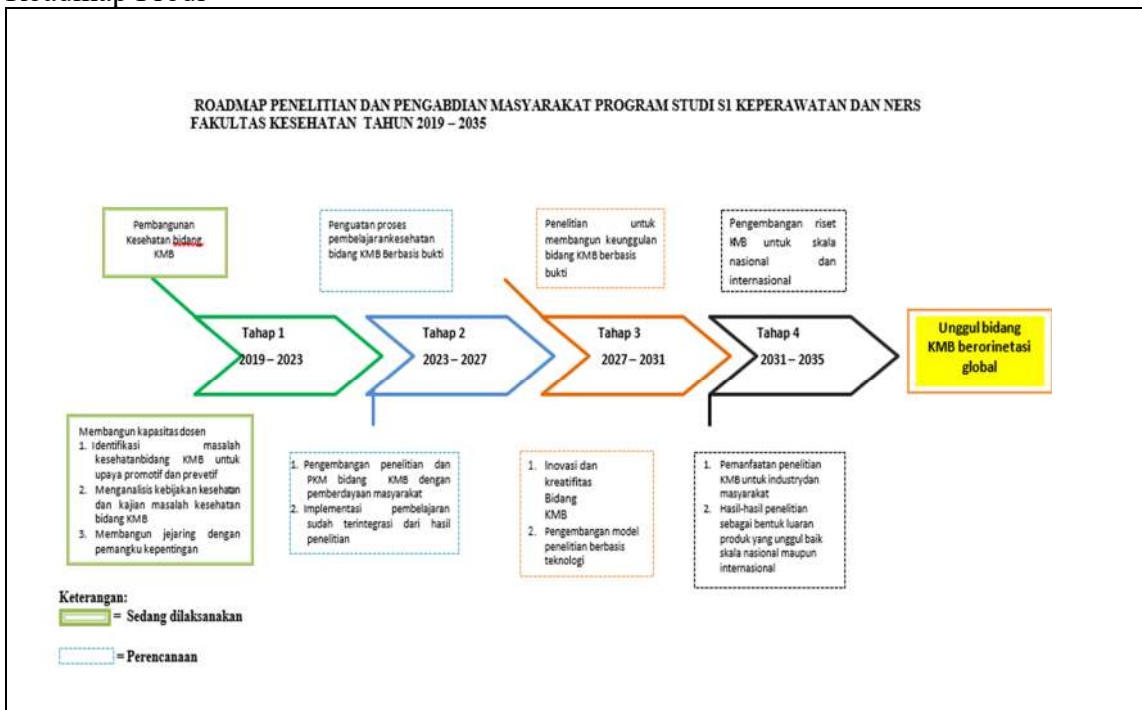 ROADMAP PENELITIAN DAN PENGABDIAN MASYARAKAT PROGRAM STUDI S1 KEPERAWATAN DAN NERS
FAKULTAS KESEHATAN TAHUN 2019 – 2035
Pembangunan
Kesehatan bidang
KMB
Penguatan proses
pembelajarankesehatan
bidang KMB Berbasis bukti
Penelitian untuk
membangun keunggulan
bidang KMB berbasis
bukti
Pengembangan riset
KMB untuk skala
nasional dan
internasional
Tahap 1
2019 – 2023
Tahap 2
2023 – 2027
Tahap 3
2027 – 2031
Tahap 4
2031 – 2035
Unggul bidang
KMB berorinetasi
global
Membangun kapasitas dosen
1. Identifikasi masalah
kesehatanbidang KMB untuk
upaya promotif dan prevetif
2. Menganalisis kebijakan kesehatan
dan kajian masalah kesehatan
bidang KMB
3. Membangun jejaring dengan
pemangku kepentingan
1. Pengembangan penelitian dan
PKM bidang KMB dengan
pemberdayaan masyarakat
2. Implementasi pembelajaran
sudah terintegrasi dari hasil
penelitian
1. Inovasi dan
kreatifitas
Bidang
KMB
2. Pengembangan model
penelitian berbasis
teknologi
1. Pemanfaatan penelitian
KMB untuk industrydan
masyarakat
2. Hasil-hasil penelitian
sebagai bentuk luaran
produk yang unggul baik
skala nasional maupun
internasional
Keterangan:
= Sedang dilaksanakan
= Perencanaan